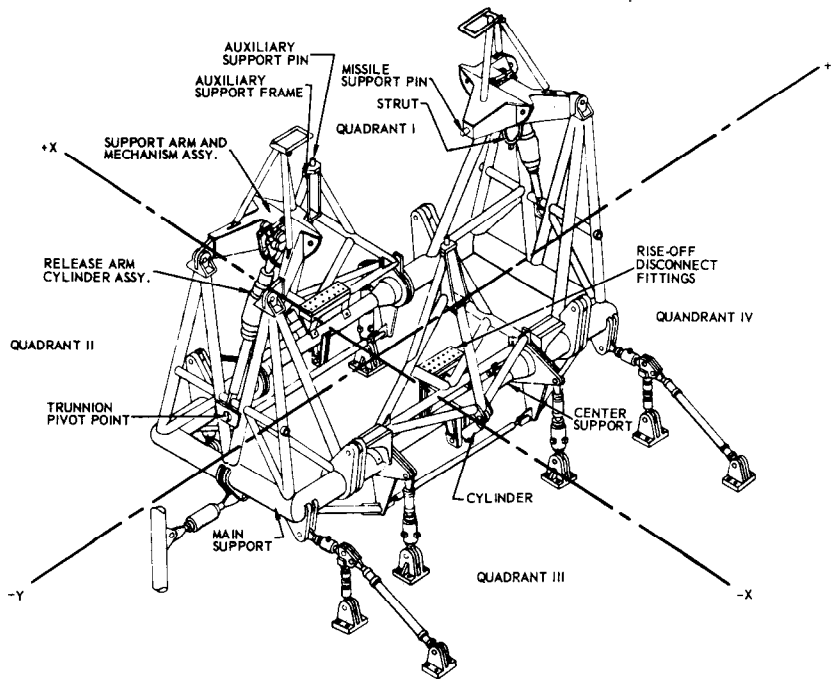 AUXILIARY
SUPPORT PIN
AUXILIARY
SUPPORT FRAME
MISSILE
SUPPORT PIN
STRUT
QUADRANT I
+
+X
SUPPORT ARM AND
MECHANISM ASSY.
RELEASE ARM
CYLINDER ASSY.
RISE-OFF
DISCONNECT
FITTINGS
QUADRANT II
QUANDRANT IV
TRUNNION
PIVOT POINT
CENTER
SUPPORT
CYLINDER
MAIN
SUPPORT
QUADRANT III
-Y
-X